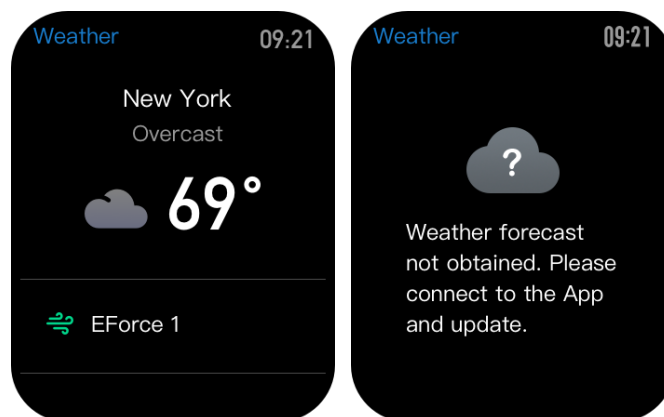 Weather 09:21
New York
Overcast
69°
EForce 1
Weather 09:21
?
Weather forecast
not obtained. Please
connect to the App
and update.